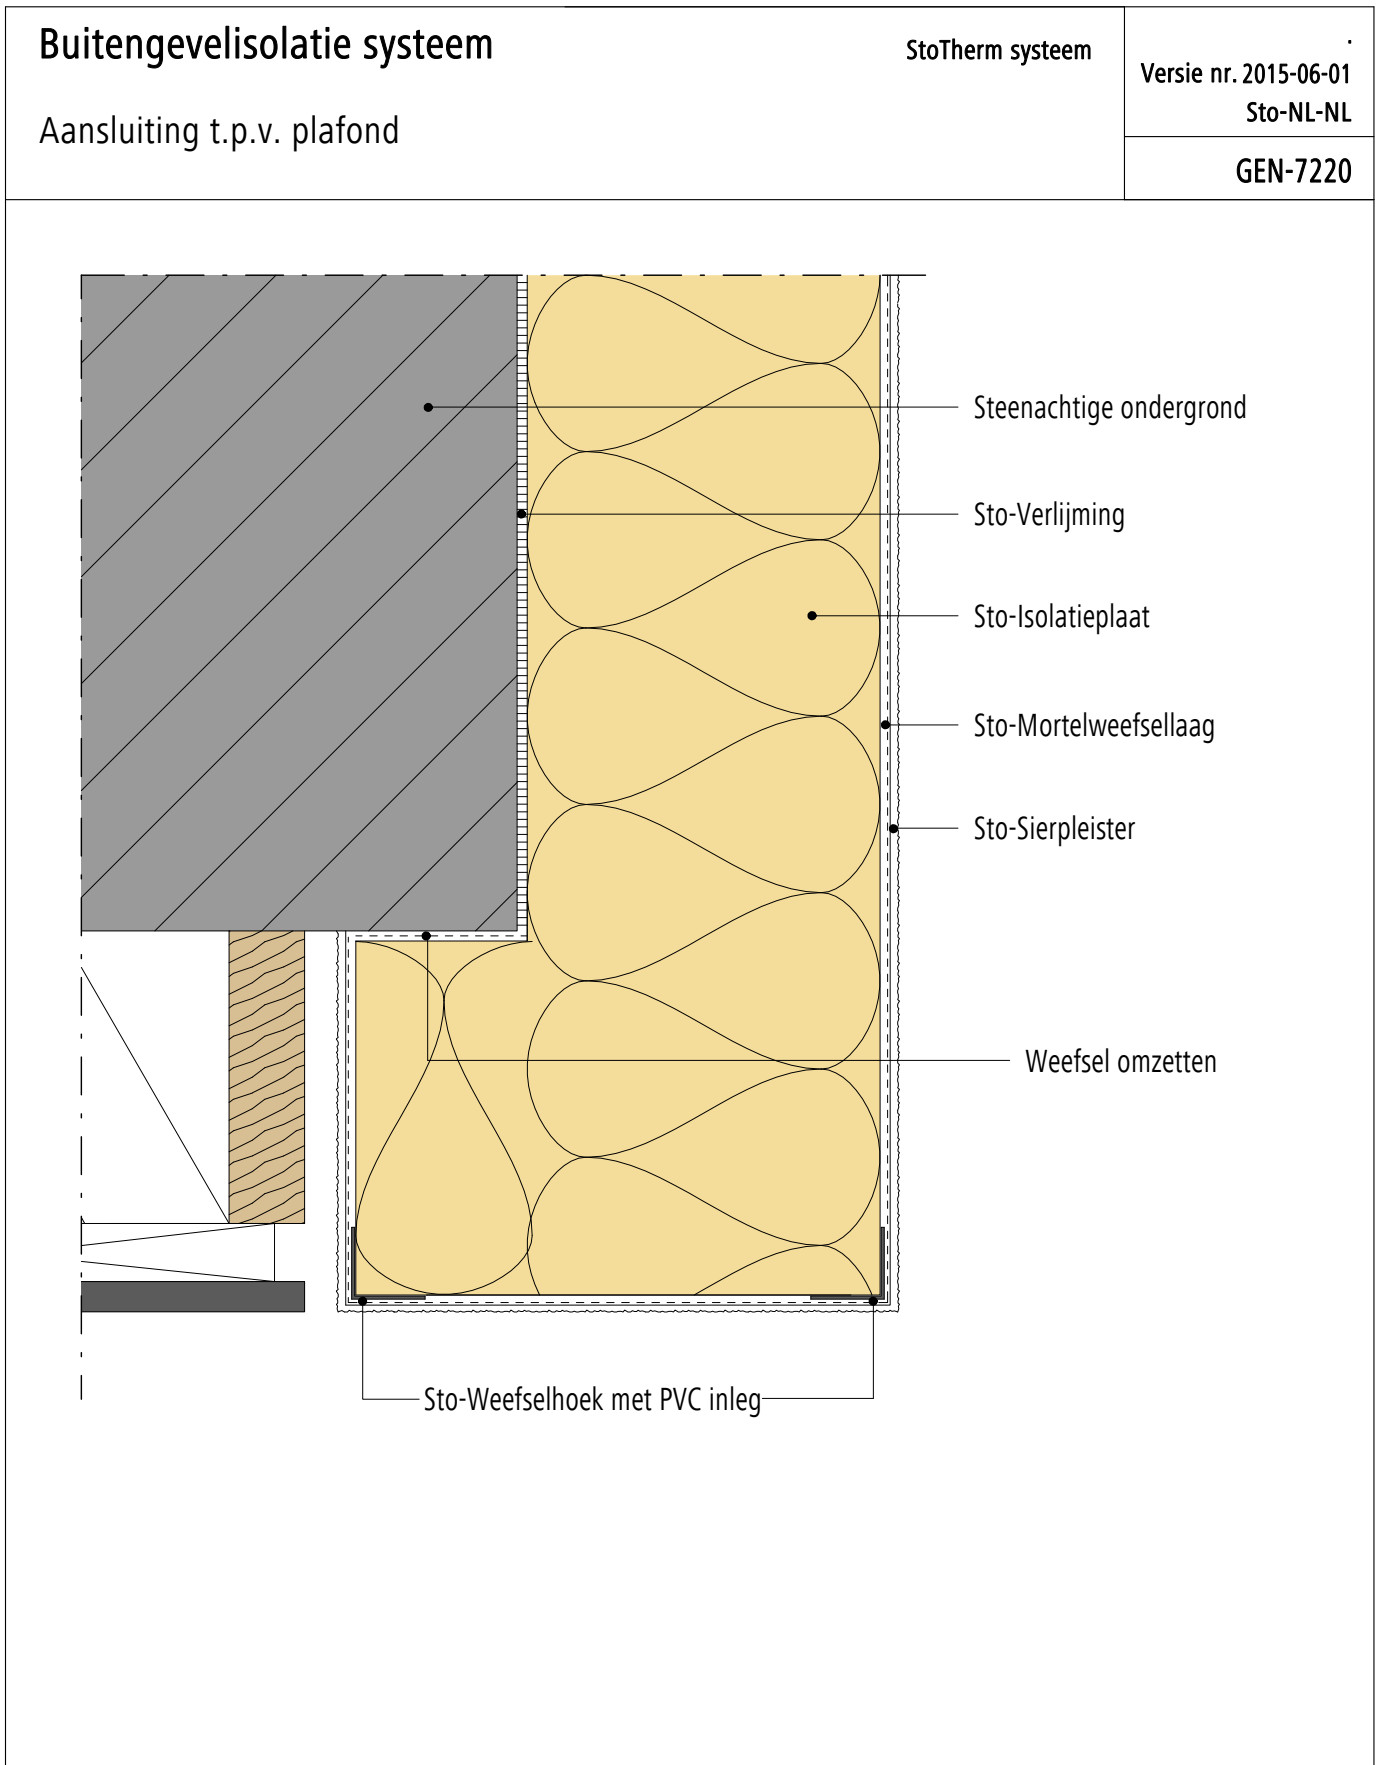 Buitengevelisolatie systeem
StoTherm systeem
.
Versie nr. 2015-06-01
Sto-NL-NL
Aansluiting t.p.v. plafond
GEN-7220
Steenachtige ondergrond
Sto-Verlijming
Sto-Isolatieplaat
Sto-Mortelweefsellaag
Sto-Sierpleister
Weefsel omzetten
Sto-Weefselhoek met PVC inleg